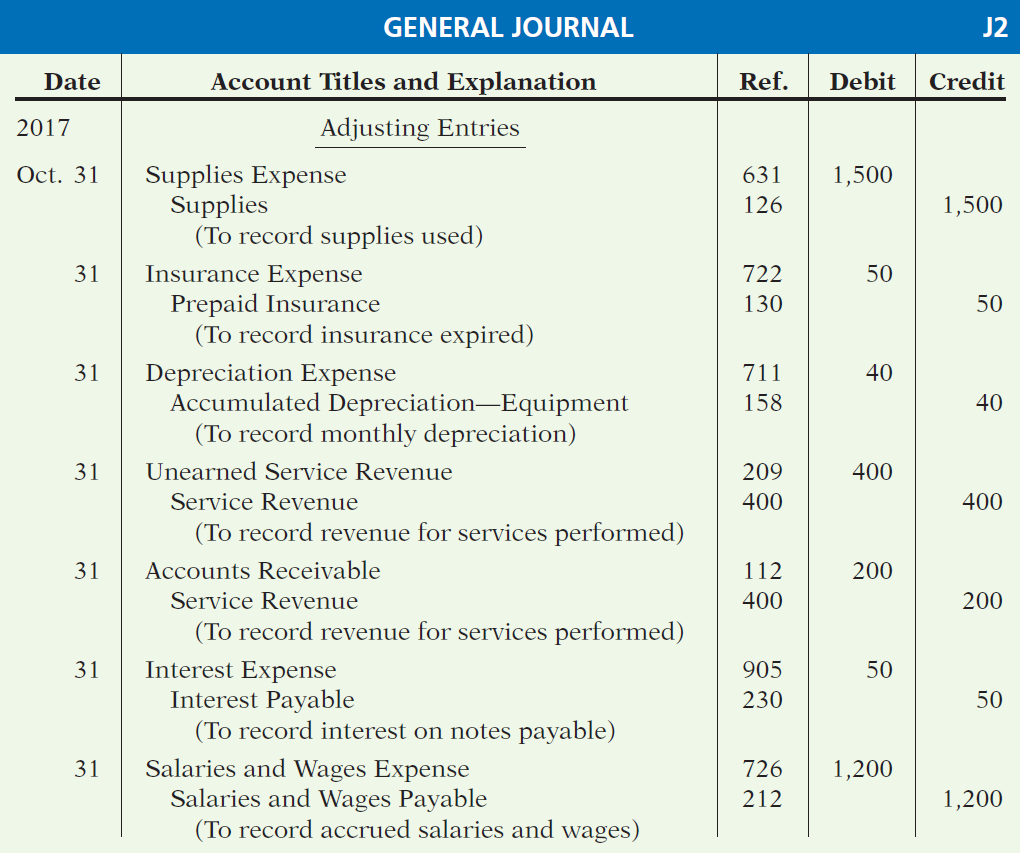 GENERAL JOURNAL J2
Date Account Titles and Explanation Ref. Debit Credit
2017 Adjusting Entries
Oct. 31 Supplies Expense 631 1,500
Supplies 126 1,500
(To record supplies used)
31 Insurance Expense 722 50
Prepaid Insurance 130 50
(To record insurance expired)
31 Depreciation Expense 711 40
Accumulated Depreciation—Equipment 158 40
(To record monthly depreciation)
31 Unearned Service Revenue 209 400
Service Revenue 400 400
(To record revenue for services performed)
31 Accounts Receivable 112 200
Service Revenue 400 200
(To record revenue for services performed)
31 Interest Expense 905 50
Interest Payable 230 50
(To record interest on notes payable)
31 Salaries and Wages Expense 726 1,200
Salaries and Wages Payable 212 1,200
(To record accrued salaries and wages)